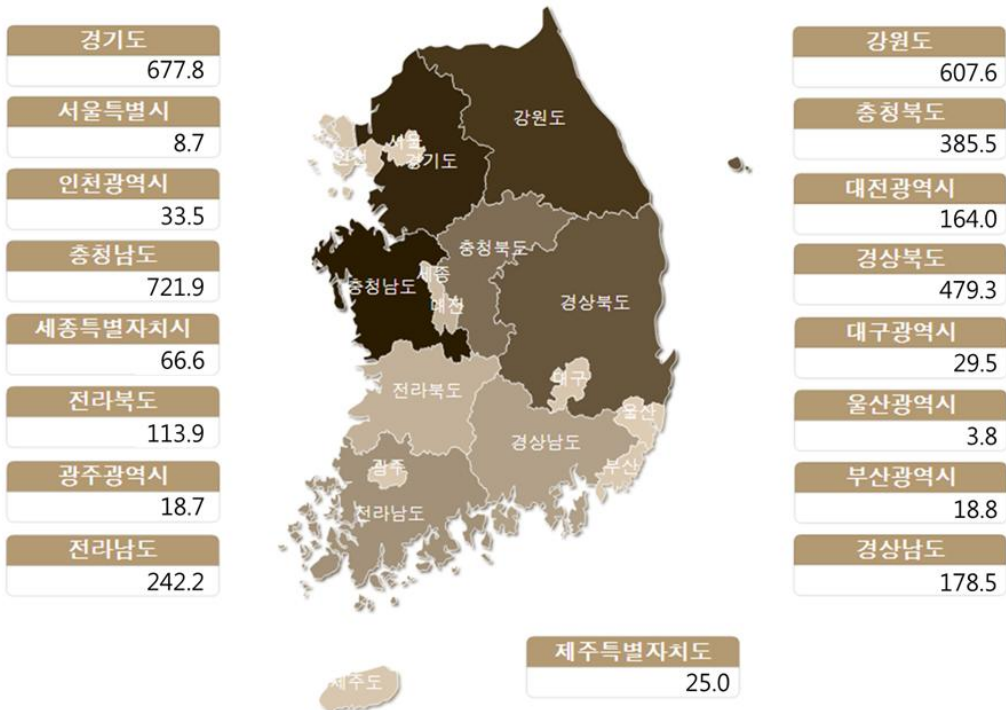 경기도
677.8
서울특별시
8.7
인천광역시
33.5
충청남도
721.9
세종특별자치시
66.6
전라북도
113.9
광주광역시
18.7
전라남도
242.2
강원도
서울
인천
경기도
충청북도
세종
충청남도
대전
경상북도
전라북도
대구
울산
경상남도
부산
광주
전라남도
제주도
강원도
607.6
충청북도
385.5
대전광역시
164.0
경상북도
479.3
대구광역시
29.5
울산광역시
3.8
부산광역시
18.8
경상남도
178.5
제주특별자치도
25.0